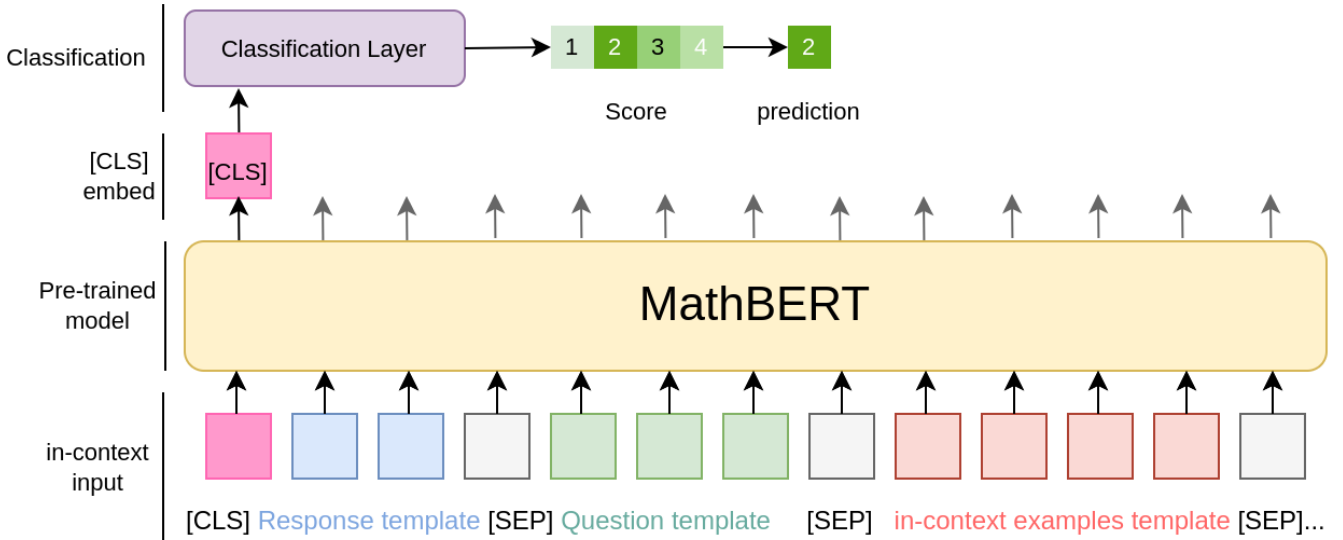 Classification
Classification Layer
1 2 3 4
2
Score
prediction
[CLS]
embed
[CLS]
Pre-trained
model
MathBERT
in-context
input
[CLS] Response template [SEP] Question template [SEP] in-context examples template [SEP]...